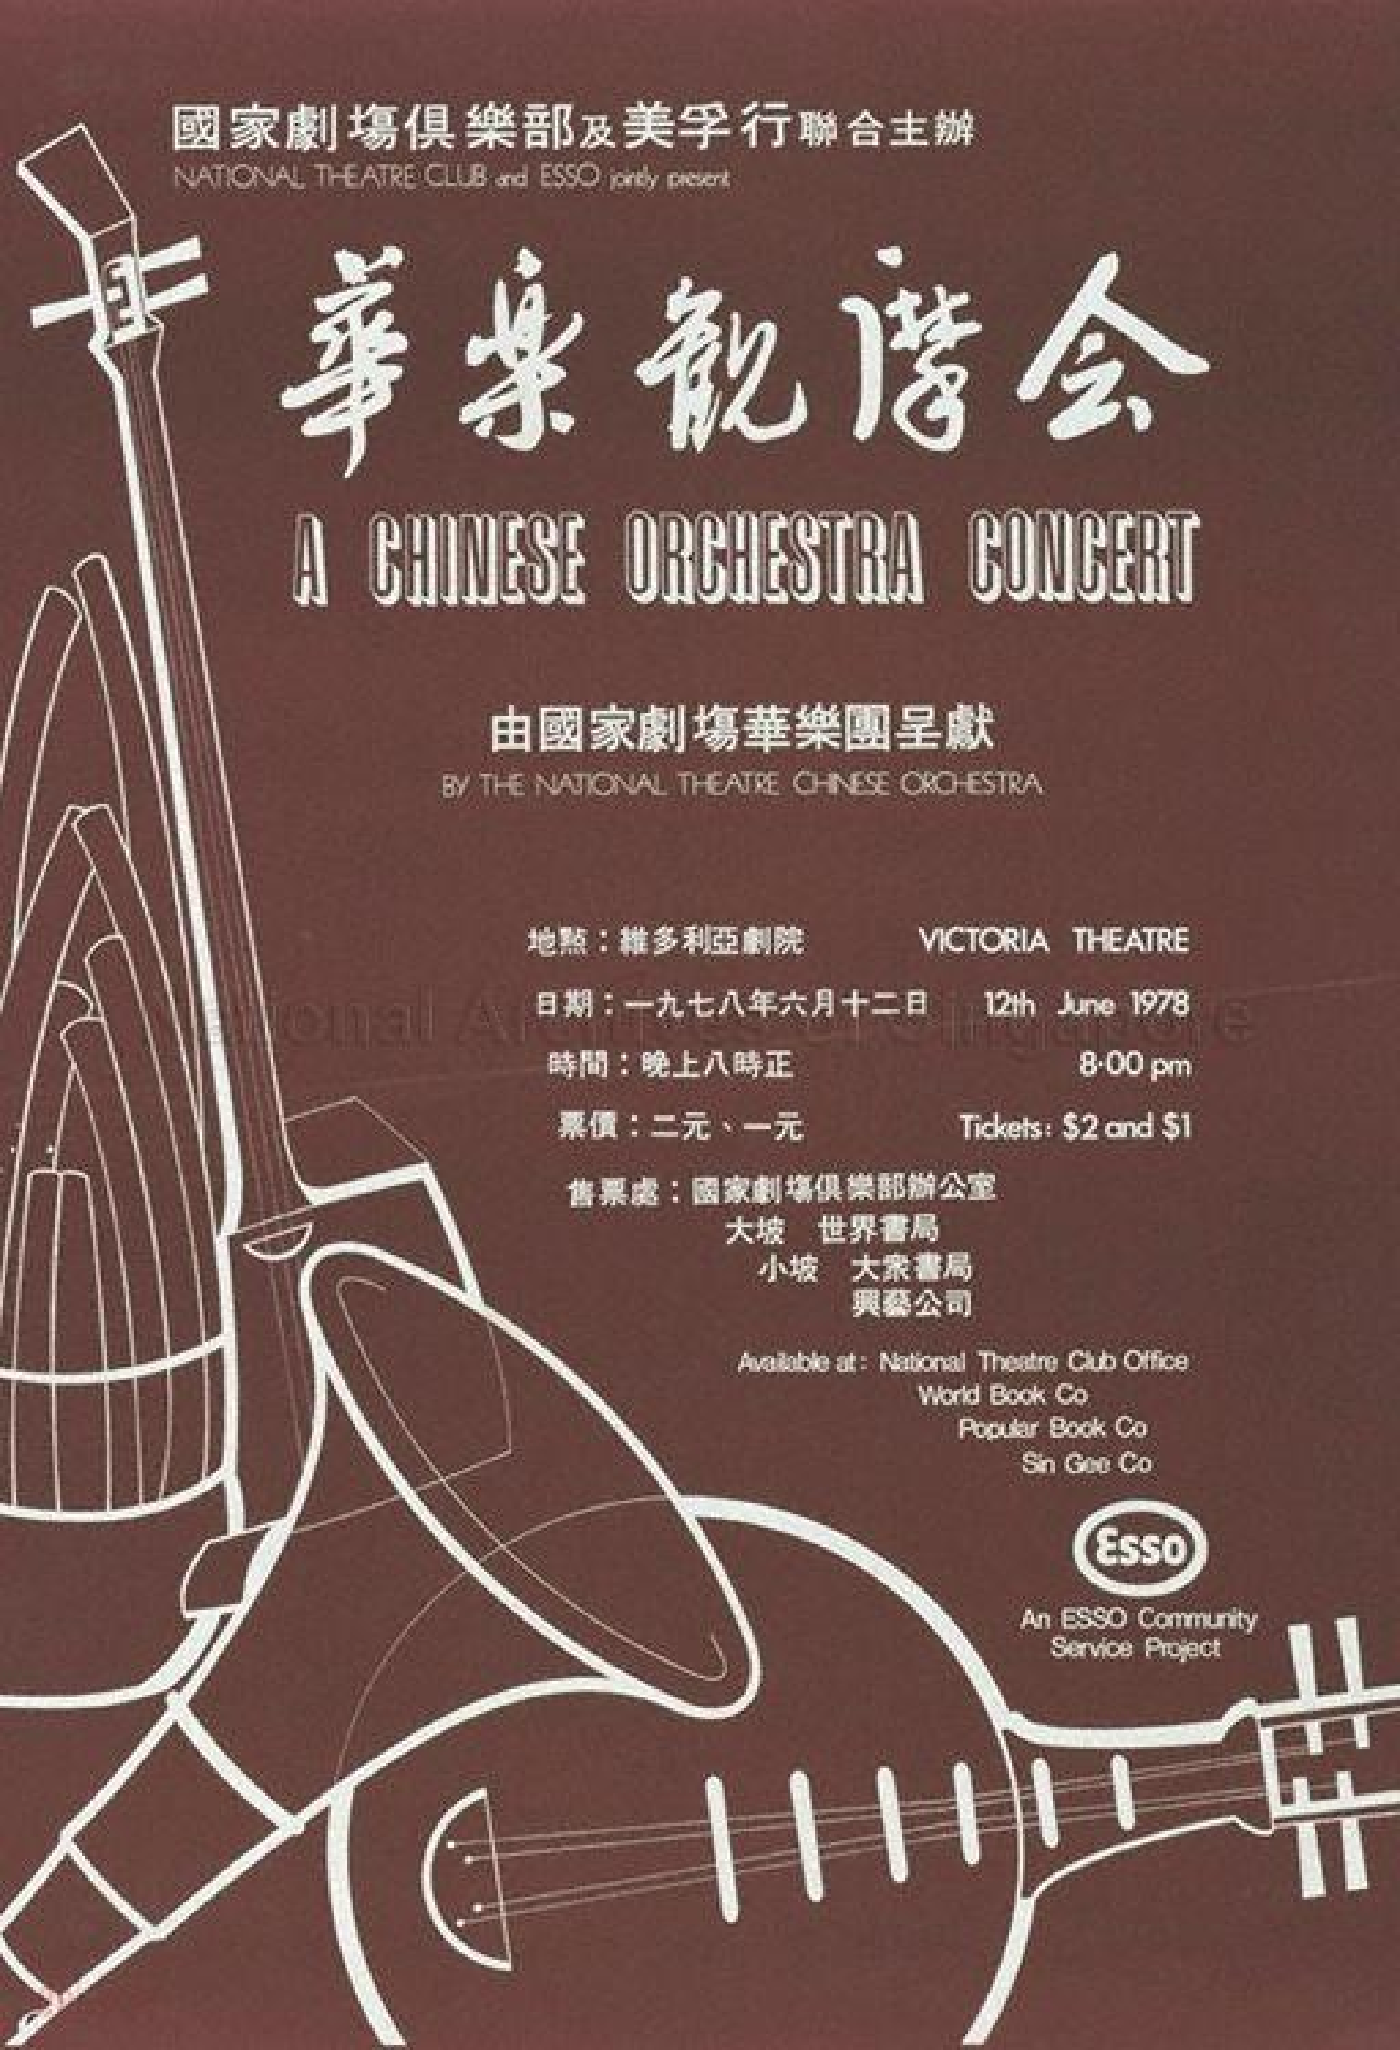 國家劇場俱樂部及美孚行聯合主辦
NATIONAL THEATRE CLUB and ESSO jointly present
華楽観摩会
A CHINESE ORCHESTRA CONCERT
由國家劇場華樂團呈獻
BY THE NATIONAL THEATRE CHINESE ORCHESTRA
地點：維多利亞劇院 VICTORIA THEATRE
日期：一九七八年六月十二日 12th June 1978
時間：晚上八時正 8·00 pm
票價：二元、一元 Tickets: $2 and $1
售票處：國家劇場俱樂部辦公室
大坡 世界書局
小坡 大衆書局
興藝公司
Available at: National Theatre Club Office
World Book Co
Popular Book Co
Sin Gee Co
Esso
An ESSO Community
Service Project
National Archives of Singapore